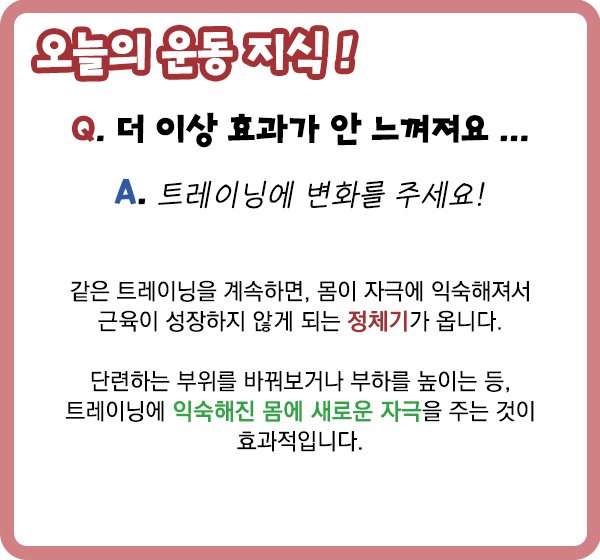 오늘의 운동 지식 !
Q. 더 이상 효과가 안 느껴져요 ...
A. 트레이닝에 변화를 주세요!
같은 트레이닝을 계속하면, 몸이 자극에 익숙해져서
근육이 성장하지 않게 되는 정체기가 옵니다.
단련하는 부위를 바꿔보거나 부하를 높이는 등,
트레이닝에 익숙해진 몸에 새로운 자극을 주는 것이
효과적입니다.